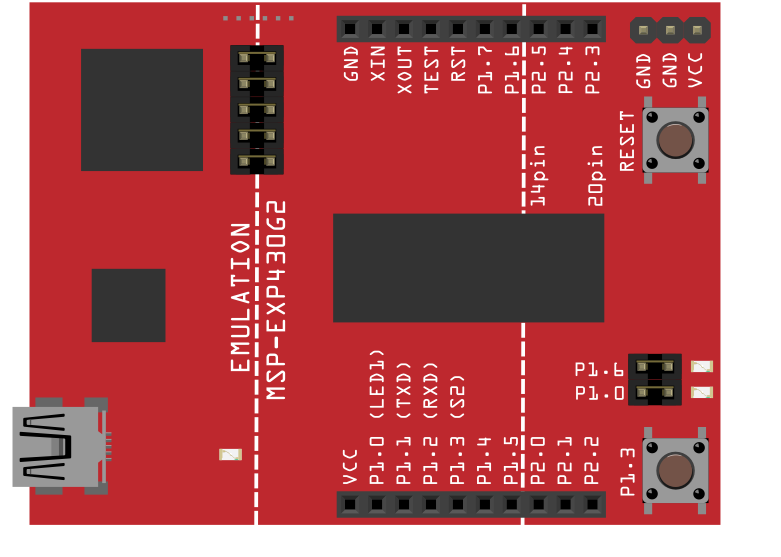 GND
XIN
XOUT
TEST
RST
P1.7
P1.6
P2.5
P2.4
P2.3
GND
GND
VCC
RESET
14pin
20pin
EMULATION
MSP-EXP430G2
P1.6
P1.0
VCC
P1.0 (LED1)
P1.1 (TXD)
P1.2 (RXD)
P1.3 (S2)
P1.4
P1.5
P2.0
P2.1
P2.2
P1.3